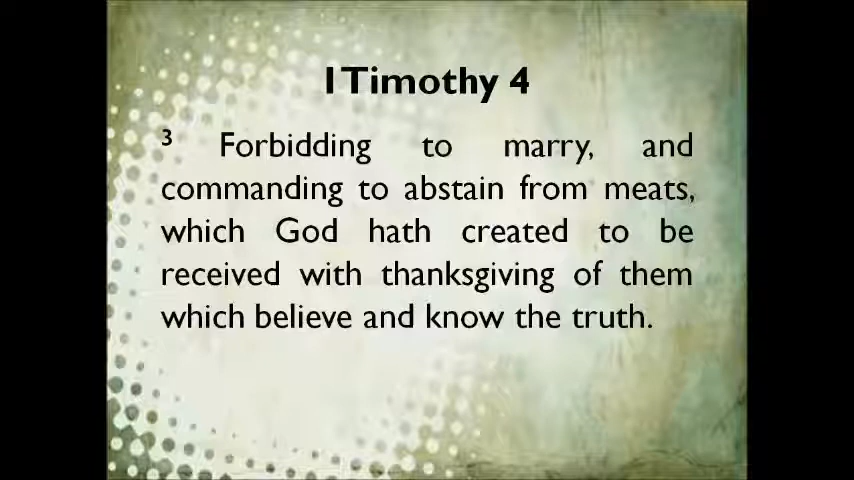 1 Timothy 4
3 Forbidding to marry, and
commanding to abstain from meats,
which God hath created to be
received with thanksgiving of them
which believe and know the truth.